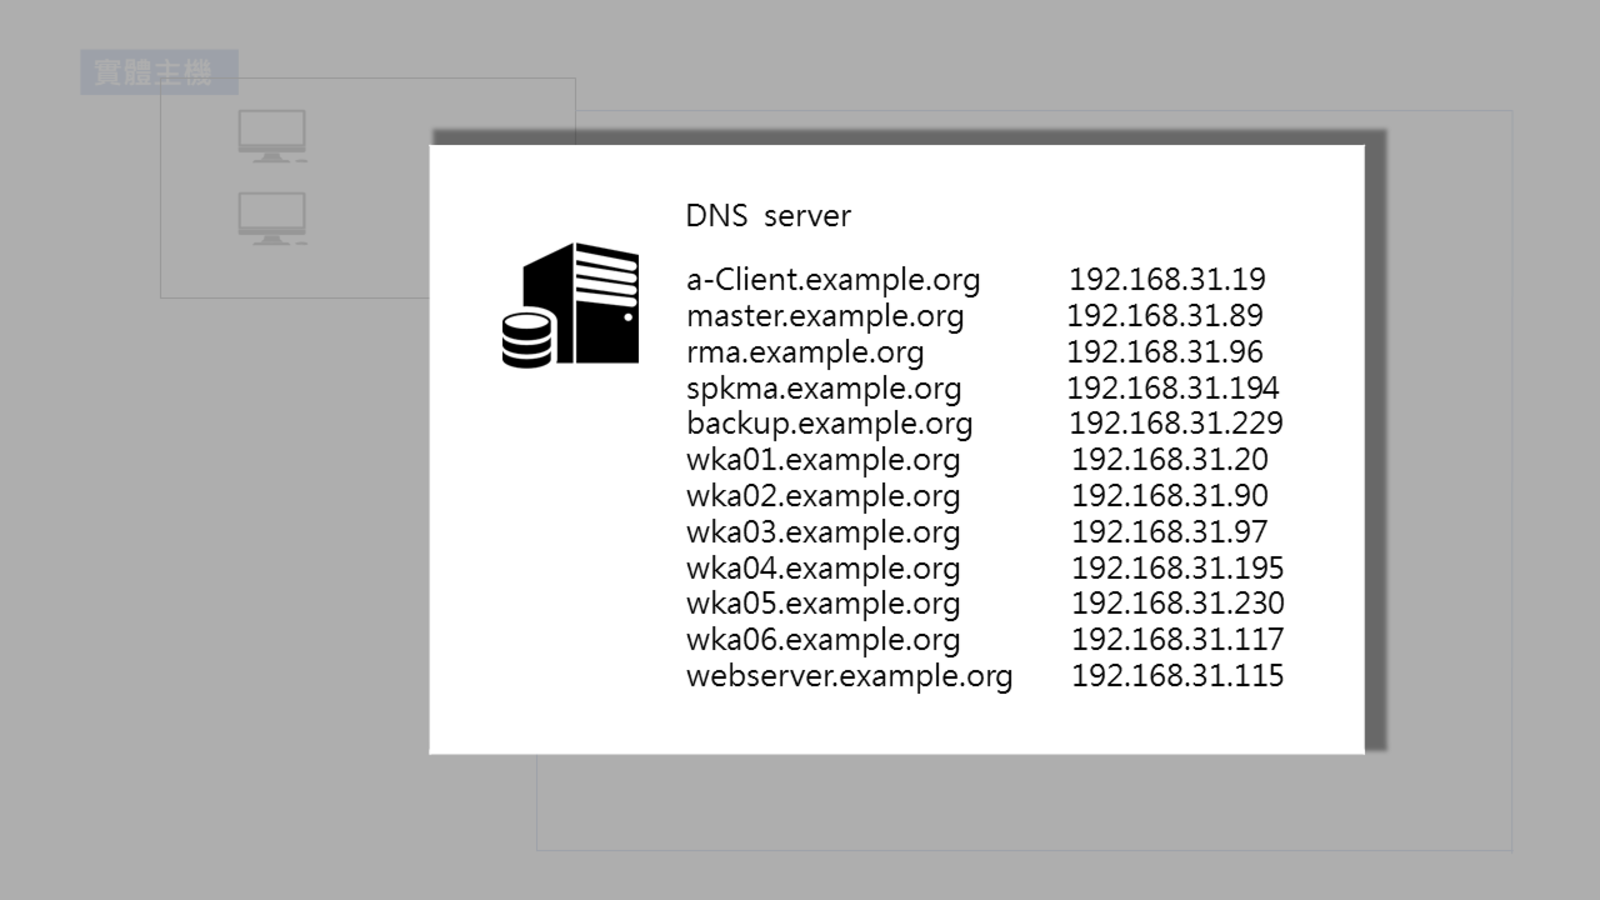 實體主機
DNS server
a-Client.example.org 192.168.31.19
master.example.org 192.168.31.89
rma.example.org 192.168.31.96
spkma.example.org 192.168.31.194
backup.example.org 192.168.31.229
wka01.example.org 192.168.31.20
wka02.example.org 192.168.31.90
wka03.example.org 192.168.31.97
wka04.example.org 192.168.31.195
wka05.example.org 192.168.31.230
wka06.example.org 192.168.31.117
webserver.example.org 192.168.31.115